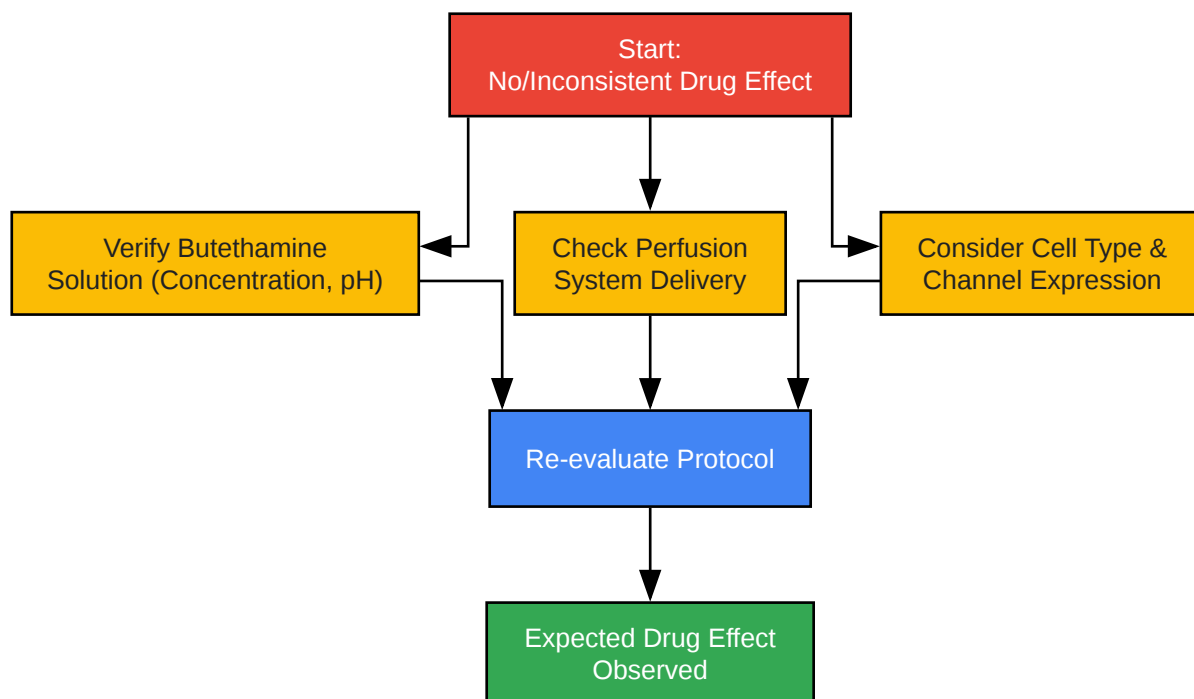 Start:
No/Inconsistent Drug Effect
Verify Butethamine
Solution (Concentration, pH)
Check Perfusion
System Delivery
Consider Cell Type &
Channel Expression
Re-evaluate Protocol
Expected Drug Effect
Observed